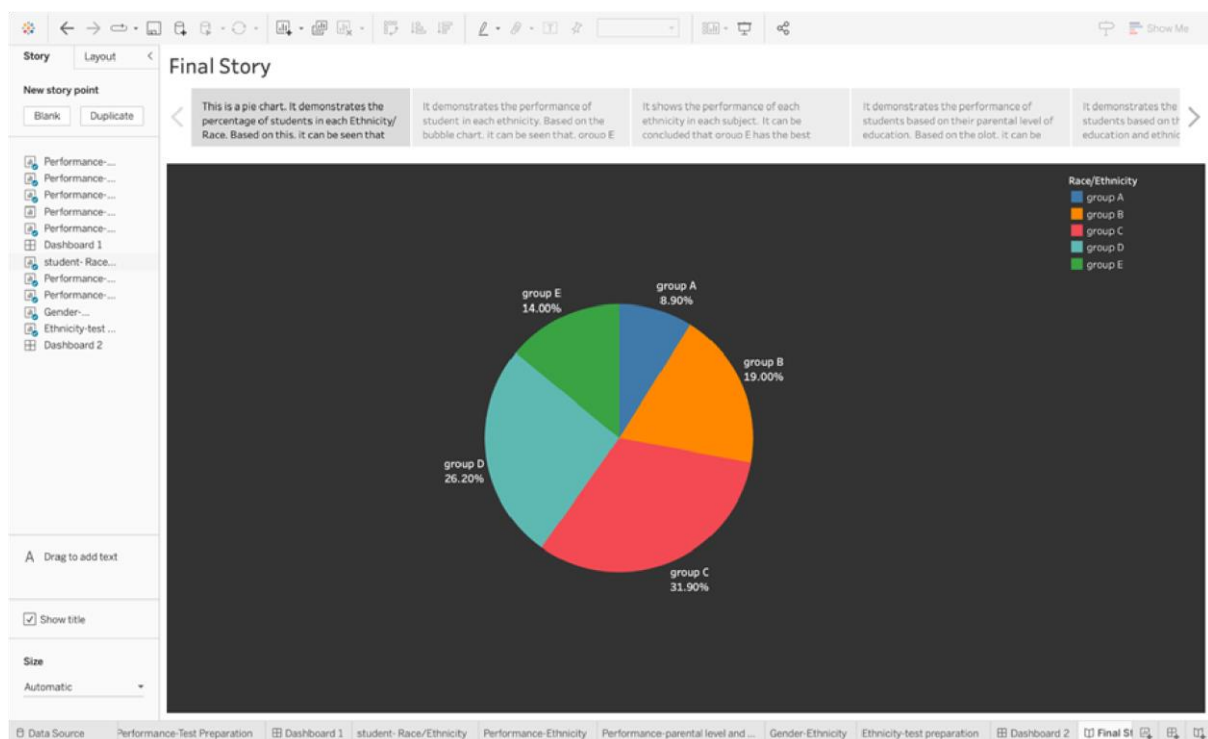 Show Me
Story
Layout
Final Story
New story point
Blank
Duplicate
This is a pie chart. It demonstrates the
percentage of students in each Ethnicity/
Race. Based on this, it can be seen that
It demonstrates the performance of
student in each ethnicity. Based on the
bubble chart, it can be seen that, group E
It shows the performance of each
ethnicity in each subject. It can be
concluded that group E has the best
It demonstrates the performance of
students based on their parental level of
education. Based on the plot, it can be
It demonstrates the
students based on th
education and ethnic
Performance-...
Performance-...
Performance-...
Performance-...
Performance-...
Dashboard 1
student- Race...
Performance-...
Performance-...
Gender-...
Ethnicity-test ...
Dashboard 2
Race/Ethnicity
group A
group B
group C
group D
group E
group A
8.90%
group B
19.00%
group C
31.90%
group D
26.20%
group E
14.00%
A Drag to add text
Show title
Size
Automatic
Data Source
Performance-Test Preparation
Dashboard 1
student- Race/Ethnicity
Performance-Ethnicity
Performance-parental level and ...
Gender-Ethnicity
Ethnicity-test preparation
Dashboard 2
Final St